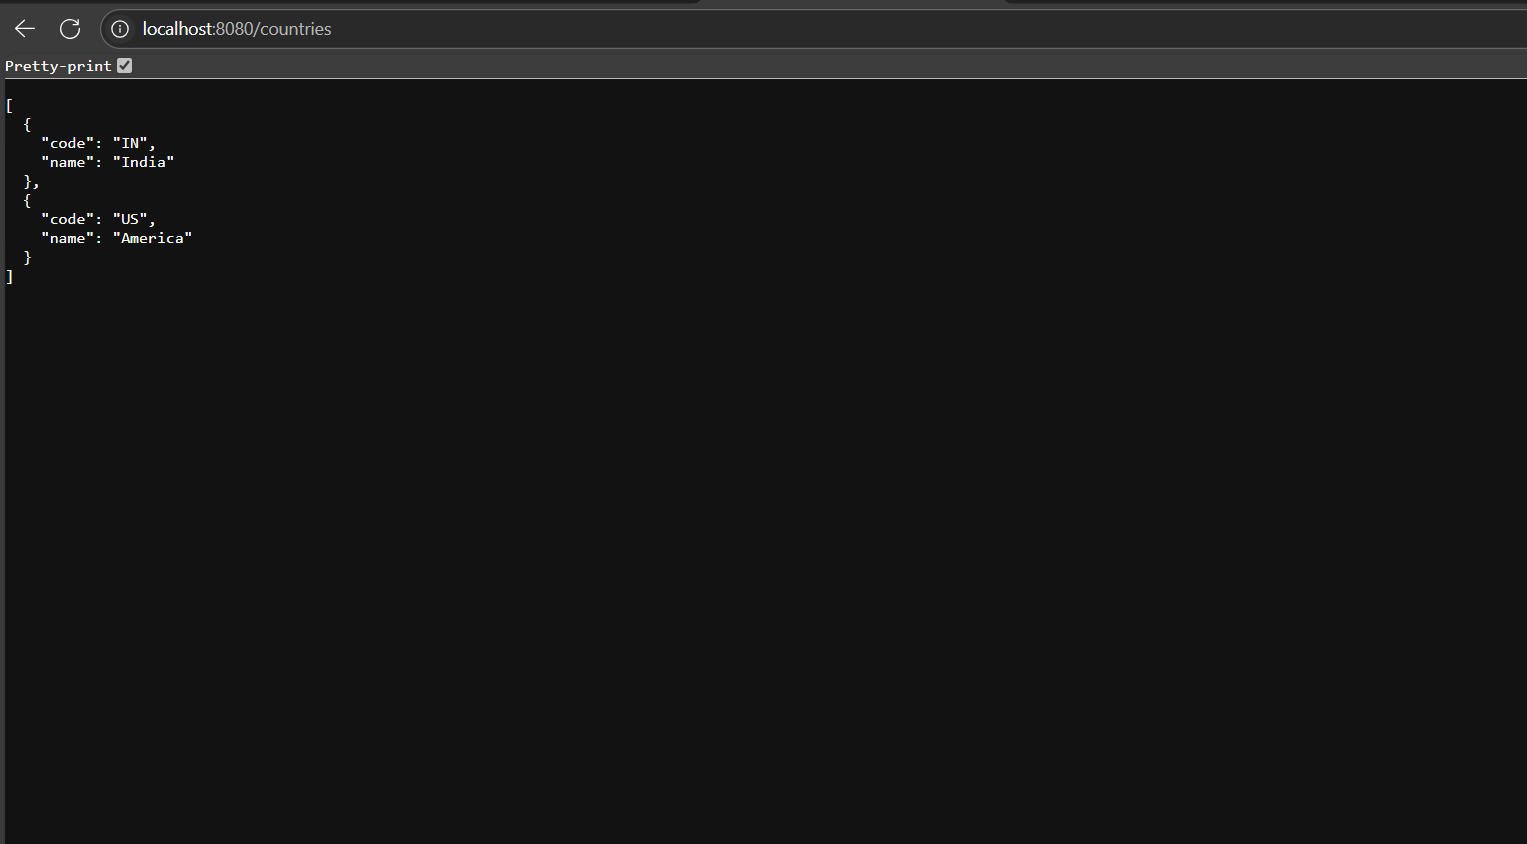 localhost:8080/countries
Pretty-print
[
  {
    "code": "IN",
    "name": "India"
  },
  {
    "code": "US",
    "name": "America"
  }
]